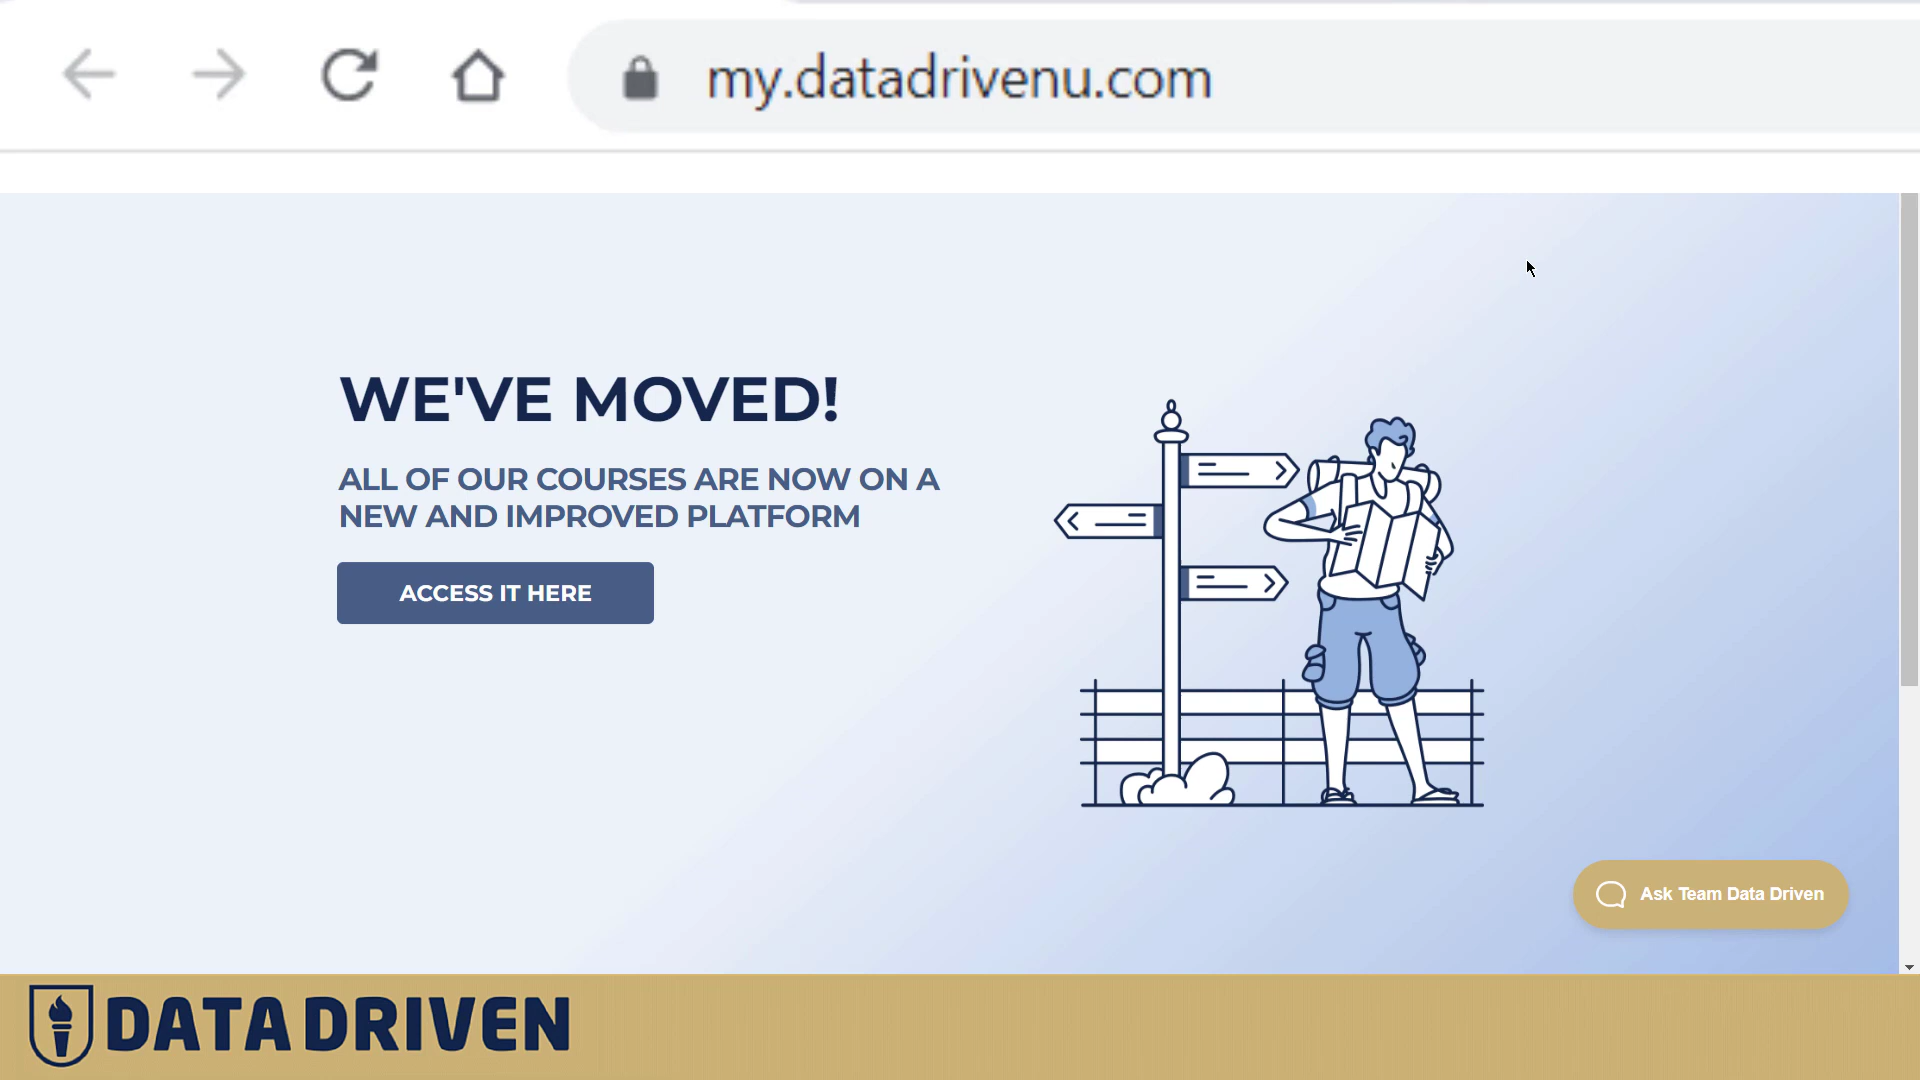 my.datadrivenu.com
WE'VE MOVED!
ALL OF OUR COURSES ARE NOW ON A
NEW AND IMPROVED PLATFORM
ACCESS IT HERE
Ask Team Data Driven
DATA DRIVEN